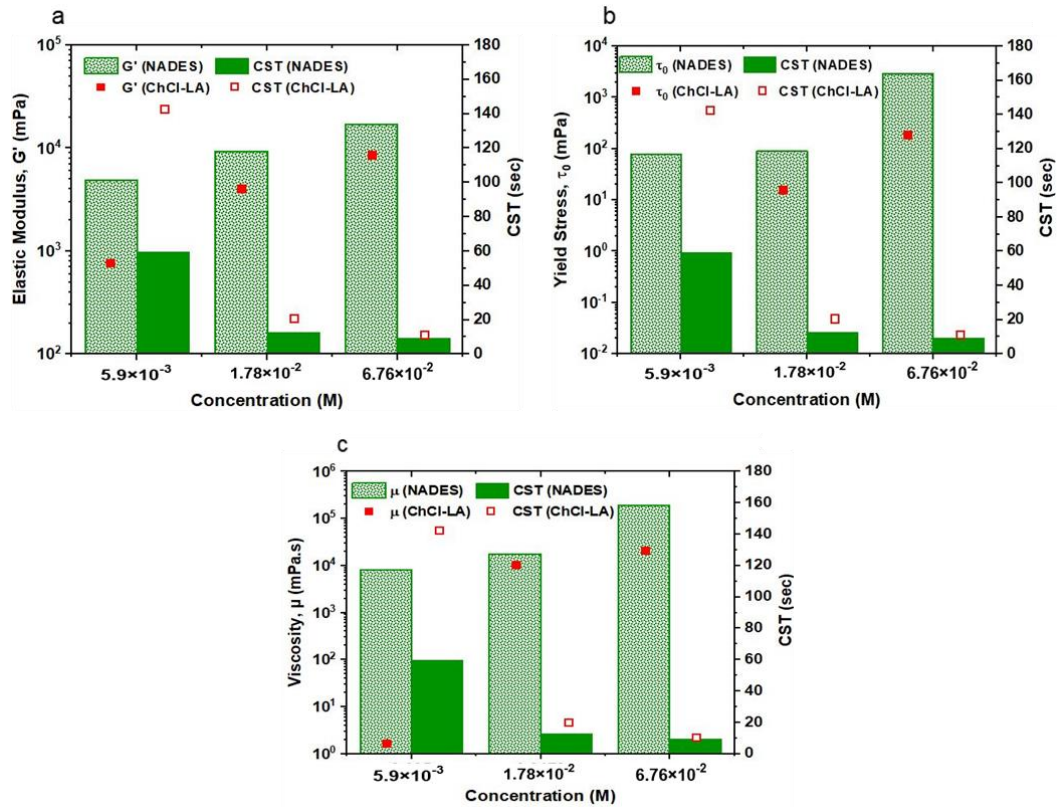 a
10⁵
10⁴
10³
10²
Elastic Modulus, G' (mPa)
G' (NADES) CST (NADES)
G' (ChCl-LA) CST (ChCl-LA)
180
160
140
120
100
80
60
40
20
0
CST (sec)
5.9×10⁻³ 1.78×10⁻² 6.76×10⁻²
Concentration (M)
b
10⁴
10³
10²
10¹
10⁰
10⁻¹
10⁻²
Yield Stress, τ₀ (mPa)
τ₀ (NADES) CST (NADES)
τ₀ (ChCl-LA) CST (ChCl-LA)
180
160
140
120
100
80
60
40
20
0
CST (sec)
5.9×10⁻³ 1.78×10⁻² 6.76×10⁻²
Concentration (M)
c
10⁶
10⁵
10⁴
10³
10²
10¹
10⁰
Viscosity, μ (mPa.s)
μ (NADES) CST (NADES)
μ (ChCl-LA) CST (ChCl-LA)
180
160
140
120
100
80
60
40
20
0
CST (sec)
5.9×10⁻³ 1.78×10⁻² 6.76×10⁻²
Concentration (M)